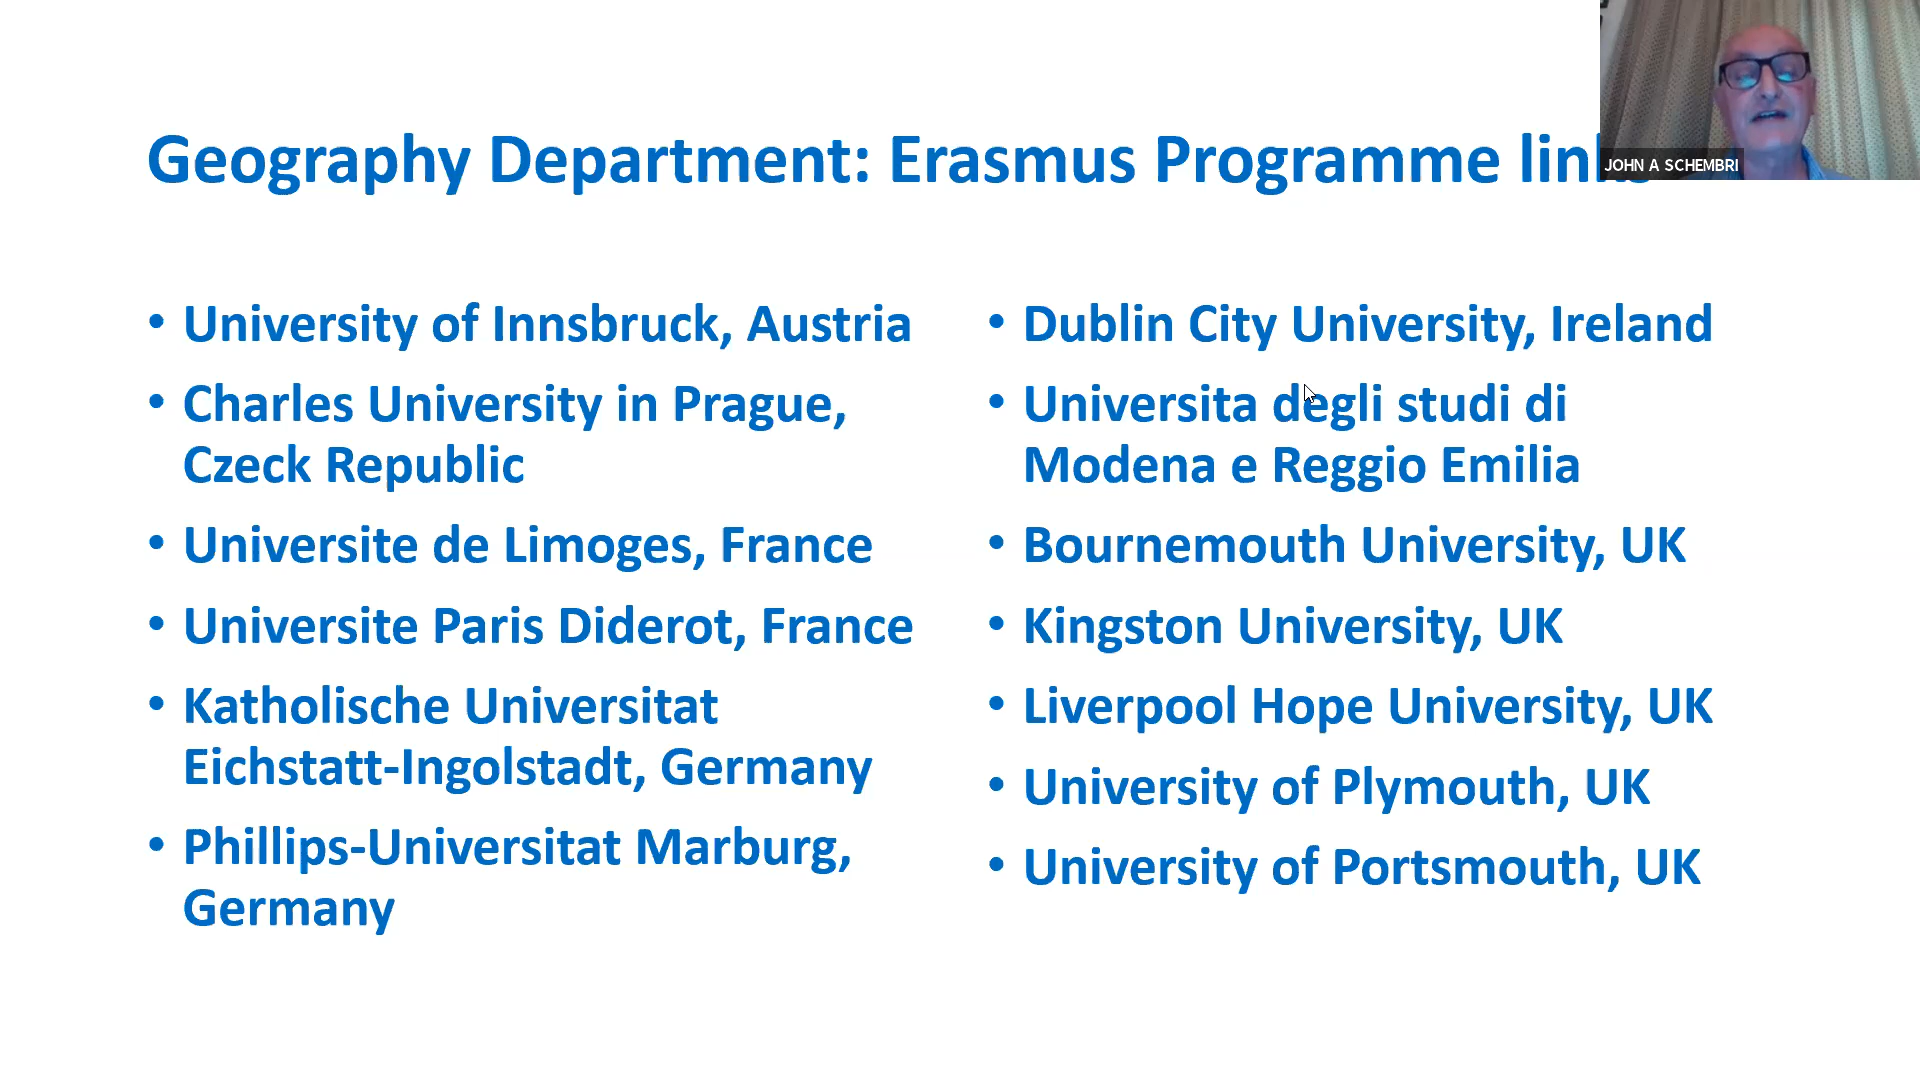 Geography Department: Erasmus Programme links
JOHN A SCHEMBRI
• University of Innsbruck, Austria
• Charles University in Prague,
Czeck Republic
• Universite de Limoges, France
• Universite Paris Diderot, France
• Katholische Universitat
Eichstatt-Ingolstadt, Germany
• Phillips-Universitat Marburg,
Germany
• Dublin City University, Ireland
• Universita degli studi di
Modena e Reggio Emilia
• Bournemouth University, UK
• Kingston University, UK
• Liverpool Hope University, UK
• University of Plymouth, UK
• University of Portsmouth, UK